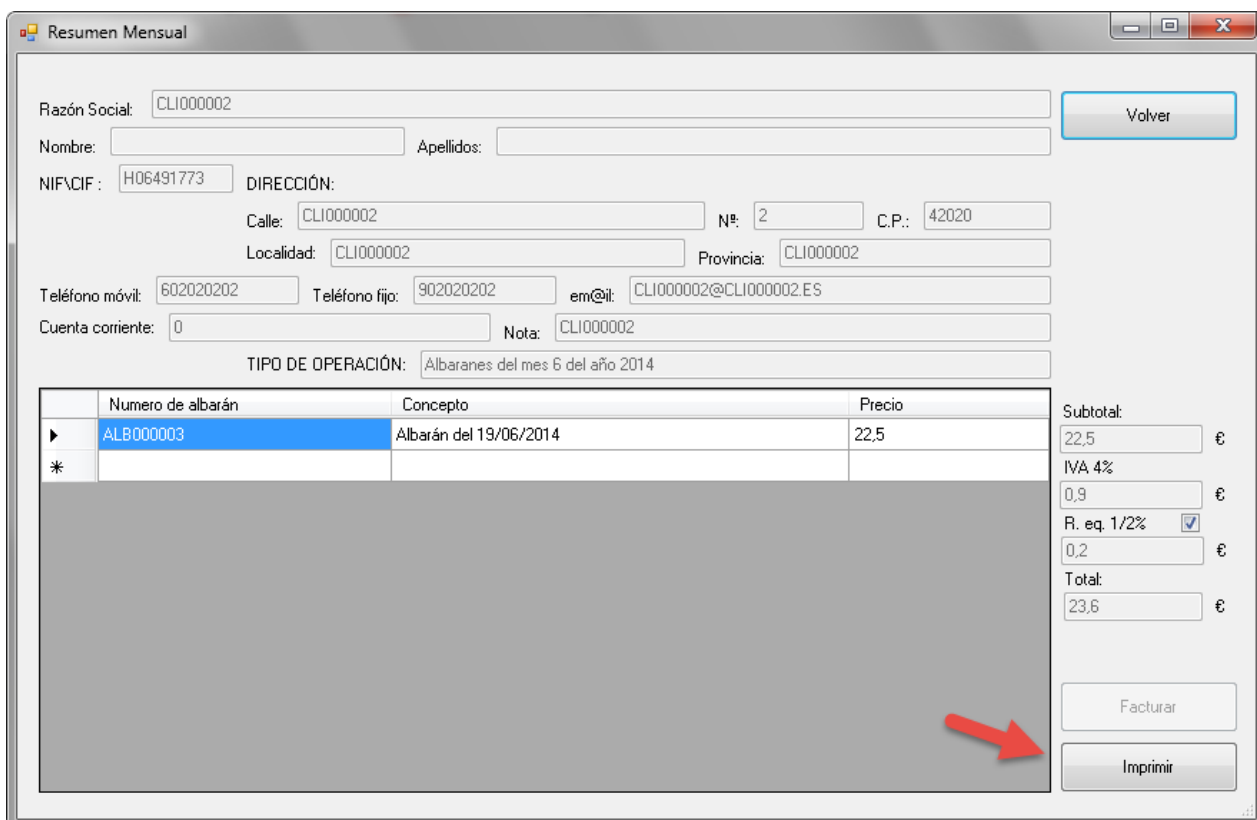 Resumen Mensual
Razón Social: CLI000002
Volver
Nombre: Apellidos:
NIF\CIF : H06491773 DIRECCIÓN:
Calle: CLI000002 Nº: 2 C.P.: 42020
Localidad: CLI000002 Provincia: CLI000002
Teléfono móvil: 602020202 Teléfono fijo: 902020202 em@il: CLI000002@CLI000002.ES
Cuenta corriente: 0 Nota: CLI000002
TIPO DE OPERACIÓN: Albaranes del mes 6 del año 2014
Numero de albarán Concepto Precio
ALB000003 Albarán del 19/06/2014 22,5
Subtotal:
22,5 €
IVA 4%
0,9 €
R. eq. 1/2%
0,2 €
Total:
23,6 €
Facturar
Imprimir